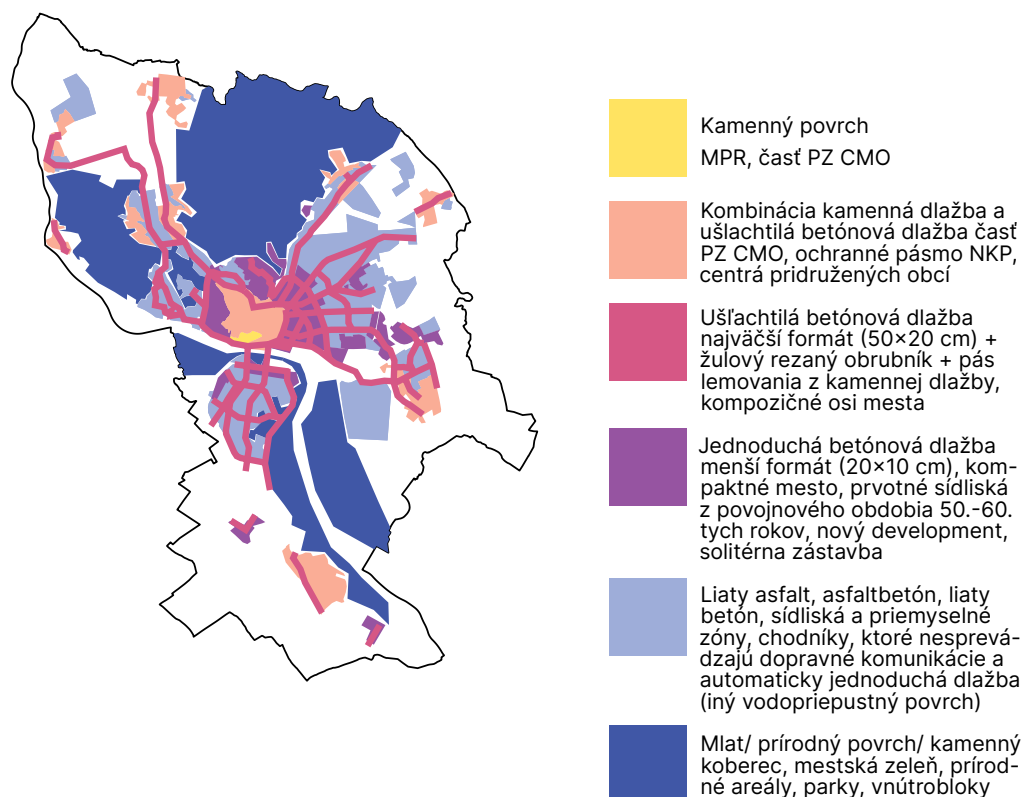 Kamenný povrch
MPR, časť PZ CMO
Kombinácia kamenná dlažba a
ušlachtilá betónová dlažba časť
PZ CMO, ochranné pásmo NKP,
centrá pridružených obcí
Ušľachtilá betónová dlažba
najväčší formát (50×20 cm) +
žulový rezaný obrubník + pás
lemovania z kamennej dlažby,
kompozičné osi mesta
Jednoduchá betónová dlažba
menší formát (20×10 cm), kom-
paktné mesto, prvotné sídliská
z povojnového obdobia 50.-60.
tych rokov, nový development,
solitérna zástavba
Liaty asfalt, asfaltbetón, liaty
betón, sídliská a priemyselné
zóny, chodníky, ktoré nesprevá-
dzajú dopravné komunikácie a
automaticky jednoduchá dlažba
(iný vodopriepustný povrch)
Mlat/ prírodný povrch/ kamenný
koberec, mestská zeleň, prírod-
né areály, parky, vnútrobloky